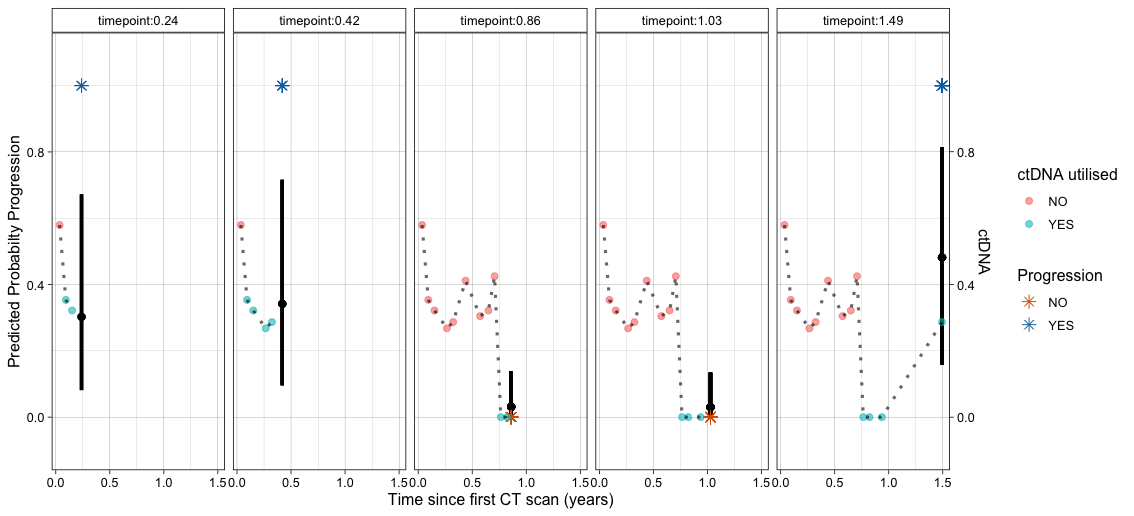 timepoint:0.24 timepoint:0.42 timepoint:0.86 timepoint:1.03 timepoint:1.49
Predicted Probabiity Progression
0.8
0.4
0.0
0.8
0.4
0.0
ctDNA
0.0 0.5 1.0 1.5 0.0 0.5 1.0 1.5 0.0 0.5 1.0 1.5 0.0 0.5 1.0 1.5 0.0 0.5 1.0 1.5
Time since first CT scan (years)
ctDNA utilised
NO
YES
Progression
NO
YES